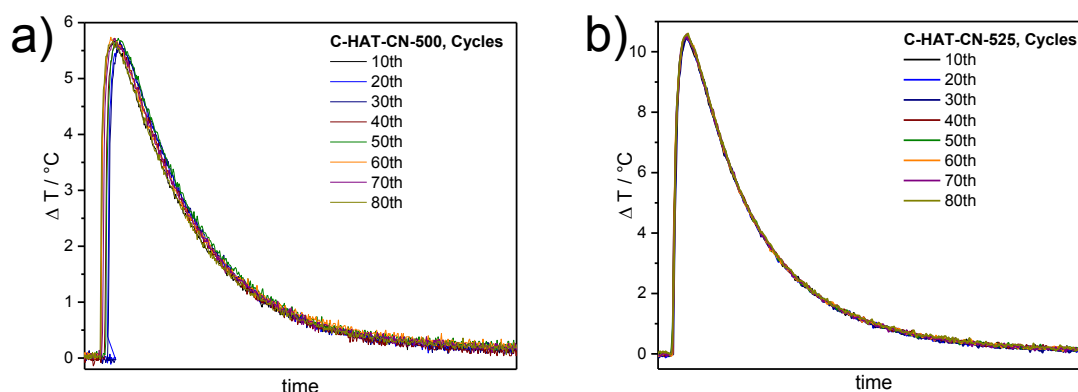 a)
C-HAT-CN-500, Cycles
10th
20th
30th
40th
50th
60th
70th
80th
Δ T / °C
6
5
4
3
2
1
0
time
b)
C-HAT-CN-525, Cycles
10th
20th
30th
40th
50th
60th
70th
80th
Δ T / °C
10
8
6
4
2
0
time